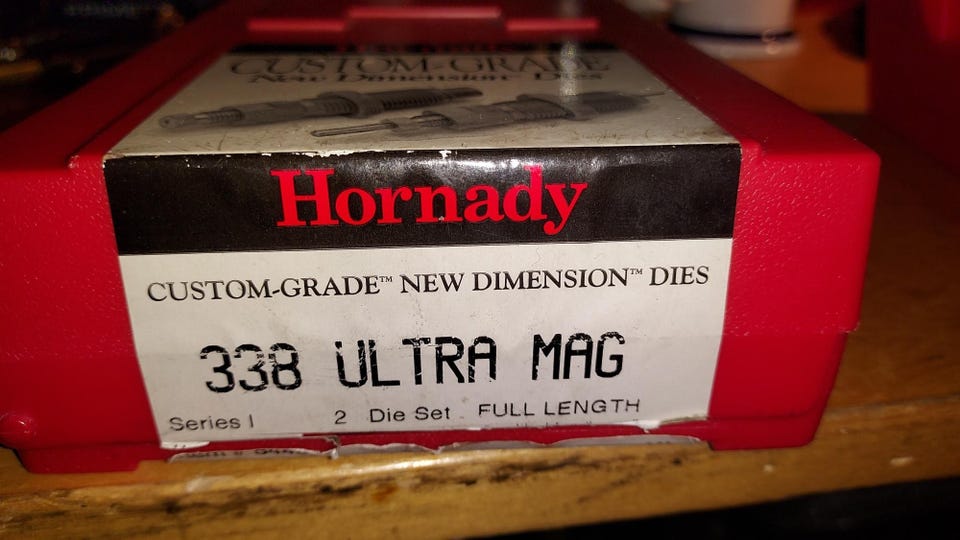 CUSTOM-GRADE
New Dimension™ Dies
Hornady
CUSTOM-GRADE™ NEW DIMENSION™ DIES
338 ULTRA MAG
Series I 2 Die Set FULL LENGTH